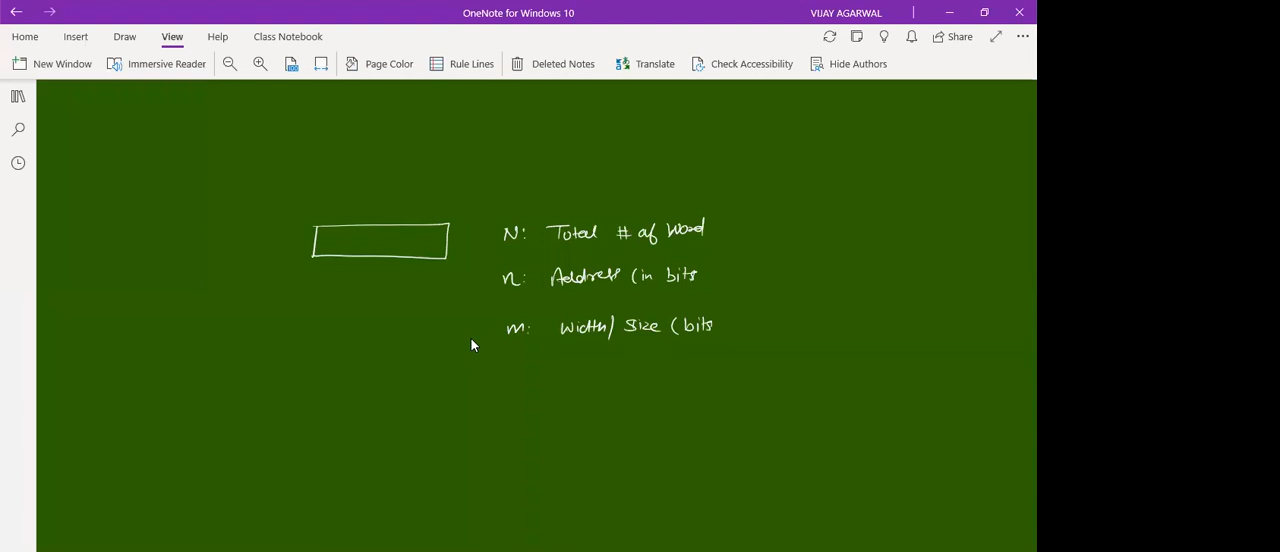 OneNote for Windows 10
VIJAY AGARWAL
Home Insert Draw View Help Class Notebook
Share
New Window Immersive Reader Page Color Rule Lines Deleted Notes Translate Check Accessibility Hide Authors
N: Total # of Word
n: Address (in bits
m: Width/ Size (bits